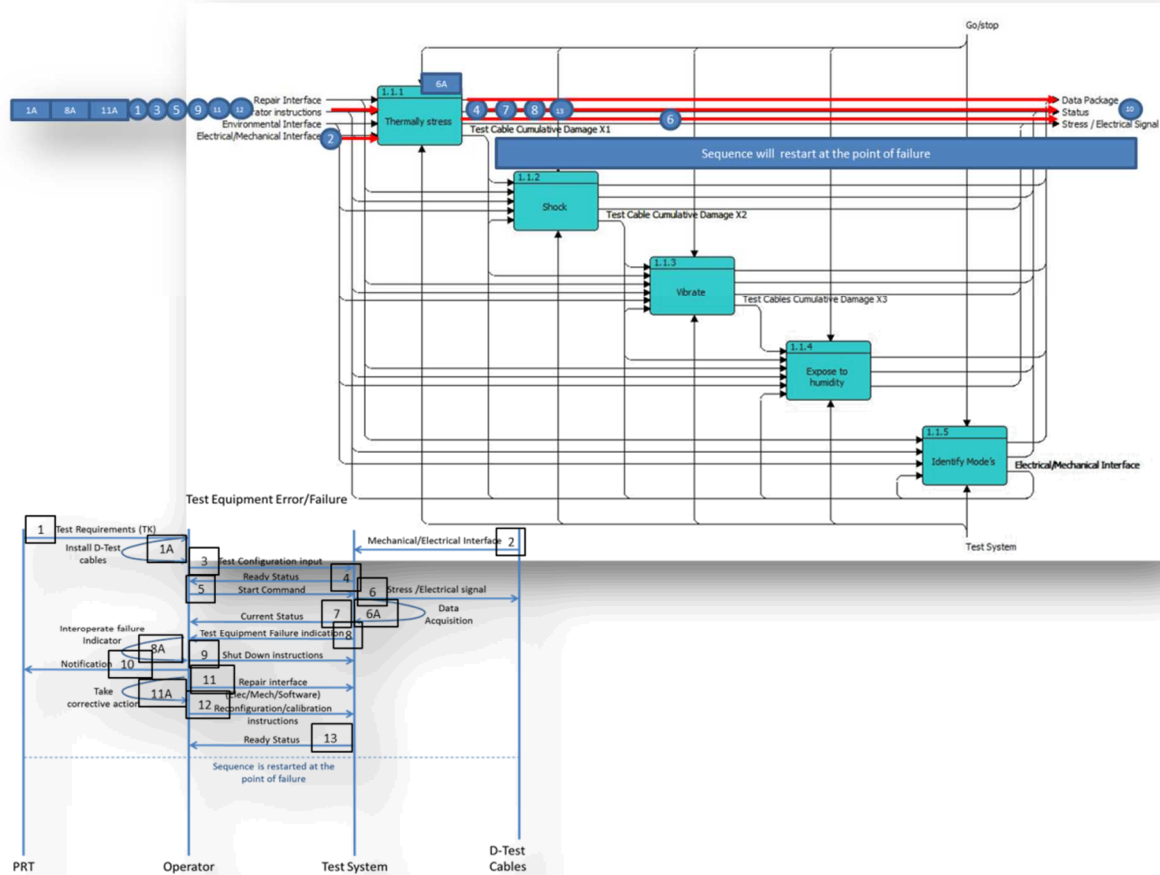 Go/stop
6A
1.1.1
Thermally stress
1A 8A 11A 1 3 5 9 11 12
Repair Interface
rator instructions
Environmental Interface
Electrical/Mechanical Interface
2
4 7 8 13
6
Data Package
Status
10
Stress / Electrical Signal
Test Cable Cumulative Damage X1
Sequence will restart at the point of failure
1.1.2
Shock
Test Cable Cumulative Damage X2
1.1.3
Vibrate
Test Cables Cumulative Damage X3
1.1.4
Expose to
humidity
1.1.5
Identify Mode's
Electrical/Mechanical Interface
Test System
Test Equipment Error/Failure
1 Test Requirements (TK)
Mechanical/Electrical Interface 2
Install D-Test
cables
1A
3 Test Configuration input
Ready Status 4
5 Start Command
6 Stress /Electrical signal
Current Status 7
6A Data
Acquisition
Test Equipment Failure indication 8
Interoperate failure
Indicator
8A
9 Shut Down instructions
Notification 10
11 Repair interface
(Elec/Mech/Software)
Take
corrective action
11A
12 Reconfiguration/calibration
instructions
Ready Status 13
Sequence is restarted at the
point of failure
PRT
Operator
Test System
D-Test
Cables